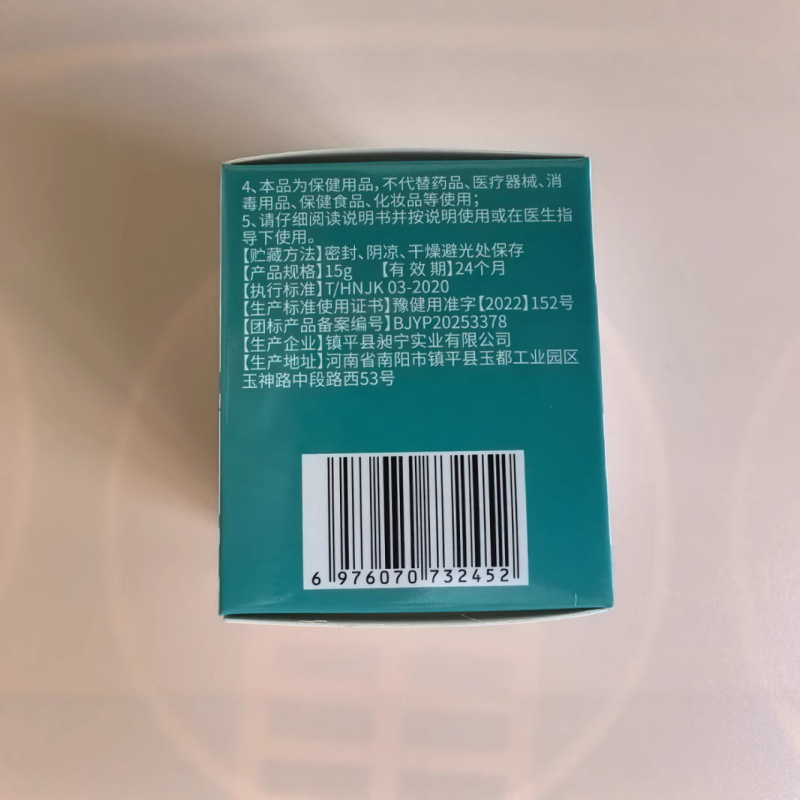 4、本品为保健用品,不代替药品、医疗器械、消
毒用品、保健食品、化妆品等使用;
5、请仔细阅读说明书并按说明使用或在医生指
导下使用。
【贮藏方法】密封、阴凉、干燥避光处保存
【产品规格】15g 【有 效 期】24个月
【执行标准】T/HNJK 03-2020
【生产标准使用证书】豫健用准字【2022】152号
【团标产品备案编号】BJYP20253378
【生产企业】镇平县昶宁实业有限公司
【生产地址】河南省南阳市镇平县玉都工业园区
玉神路中段路西53号
6 976070 732452